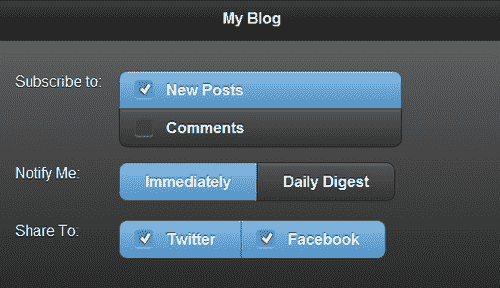 My Blog
Subscribe to:
New Posts
Comments
Notify Me:
Immediately Daily Digest
Share To:
Twitter Facebook